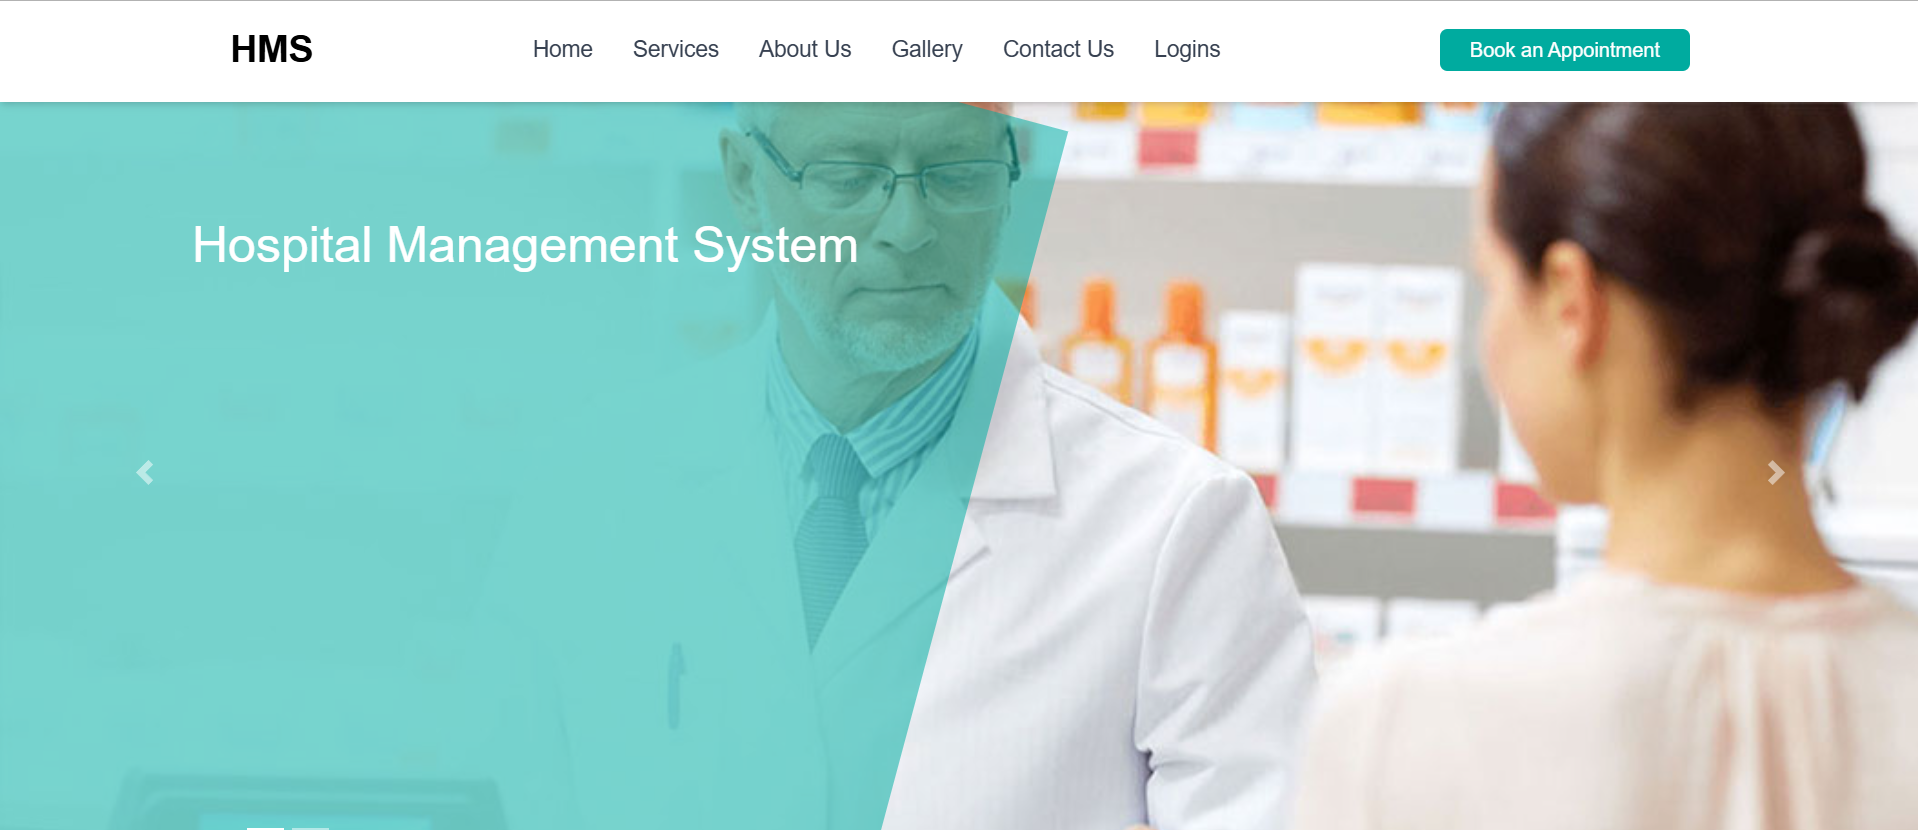 HMS
Home Services About Us Gallery Contact Us Logins
Book an Appointment
Hospital Management System